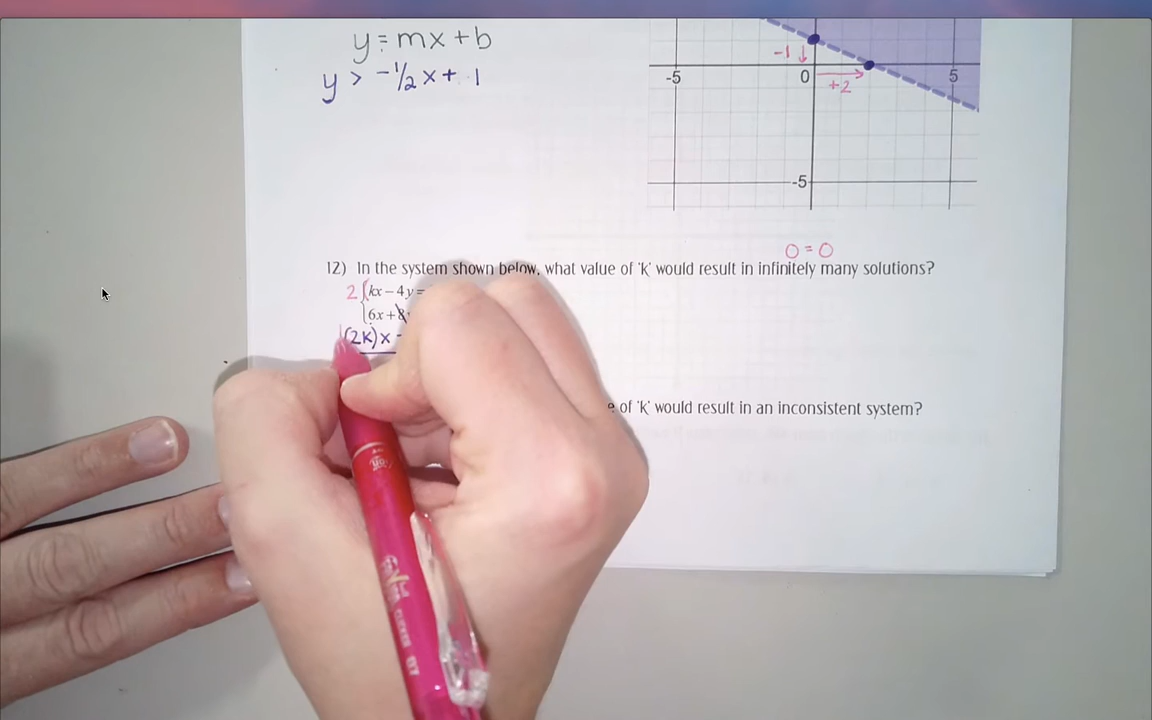 y = mx + b
y > -1/2 x + 1
-1 ↓
-5
0
5
+2
-5
0 = 0
12) In the system shown below, what value of 'k' would result in infinitely many solutions?
2 kx – 4y =
6x + 8
(2k)x -
of 'k' would result in an inconsistent system?